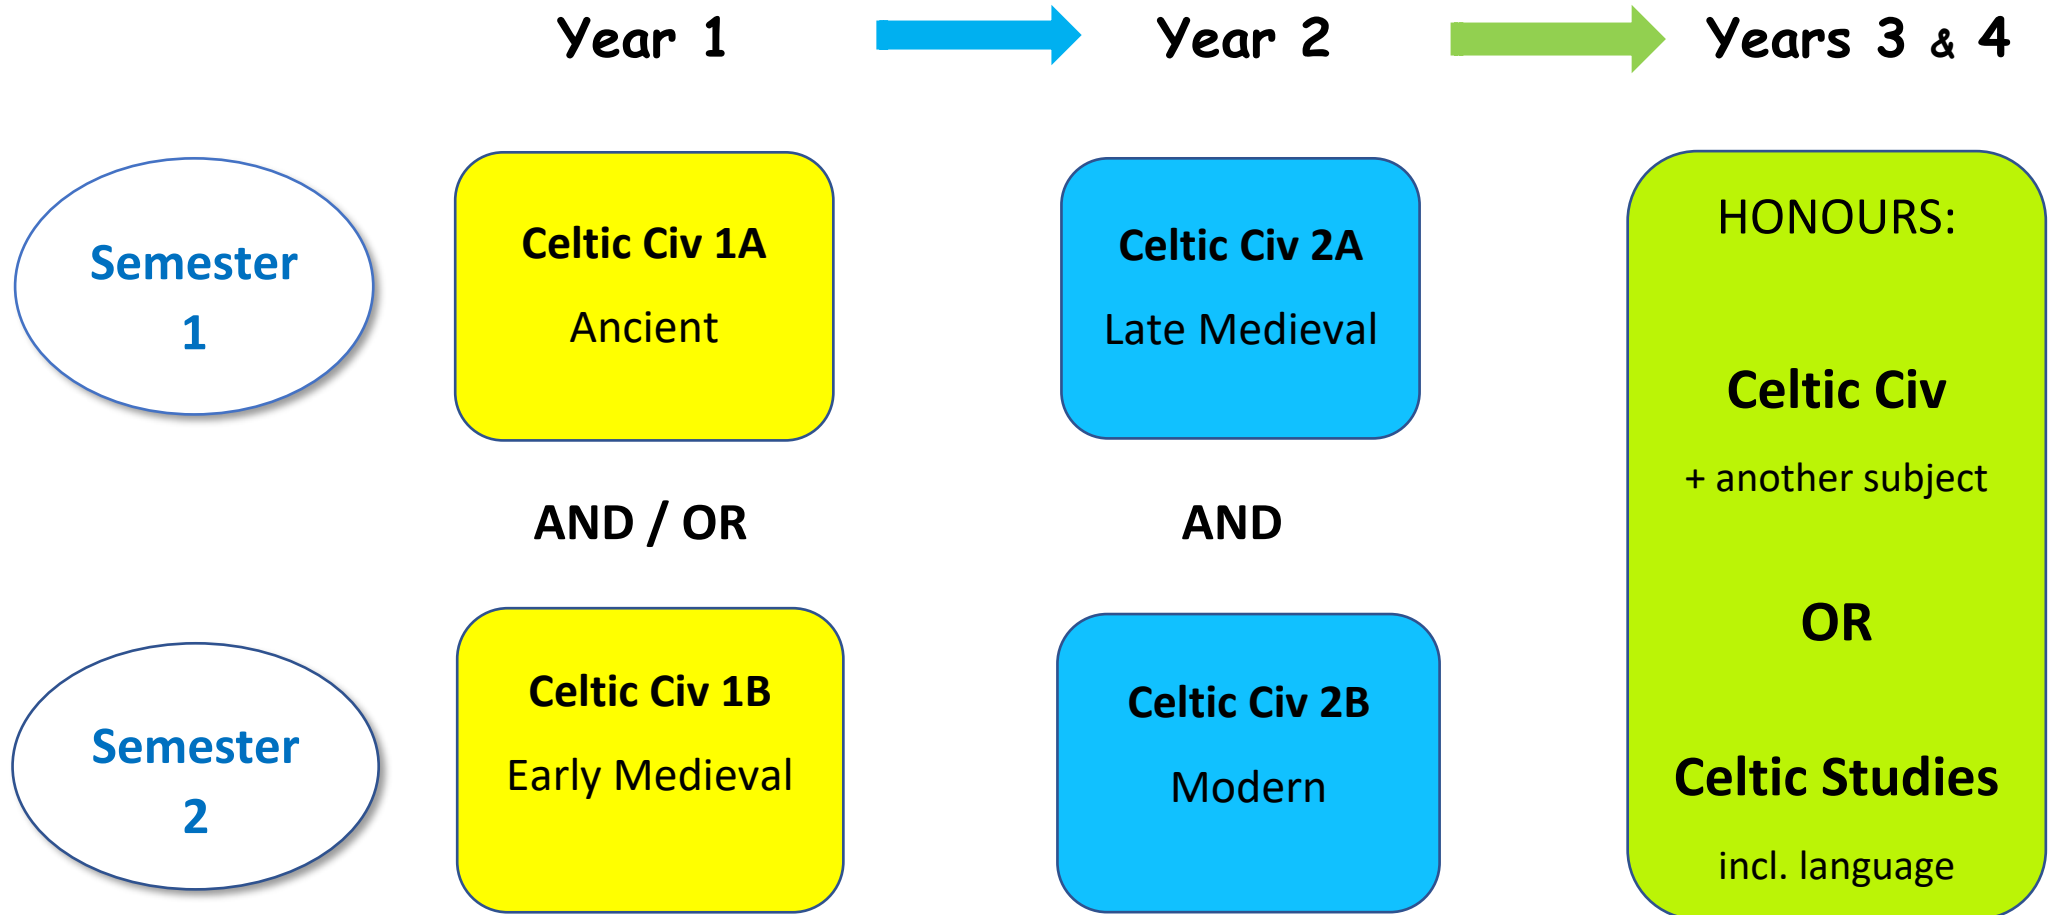 Year 1
Year 2
Years 3 & 4
Semester
1
Celtic Civ 1A
Ancient
Celtic Civ 2A
Late Medieval
AND / OR
AND
Semester
2
Celtic Civ 1B
Early Medieval
Celtic Civ 2B
Modern
HONOURS:
Celtic Civ
+ another subject
OR
Celtic Studies
incl. language